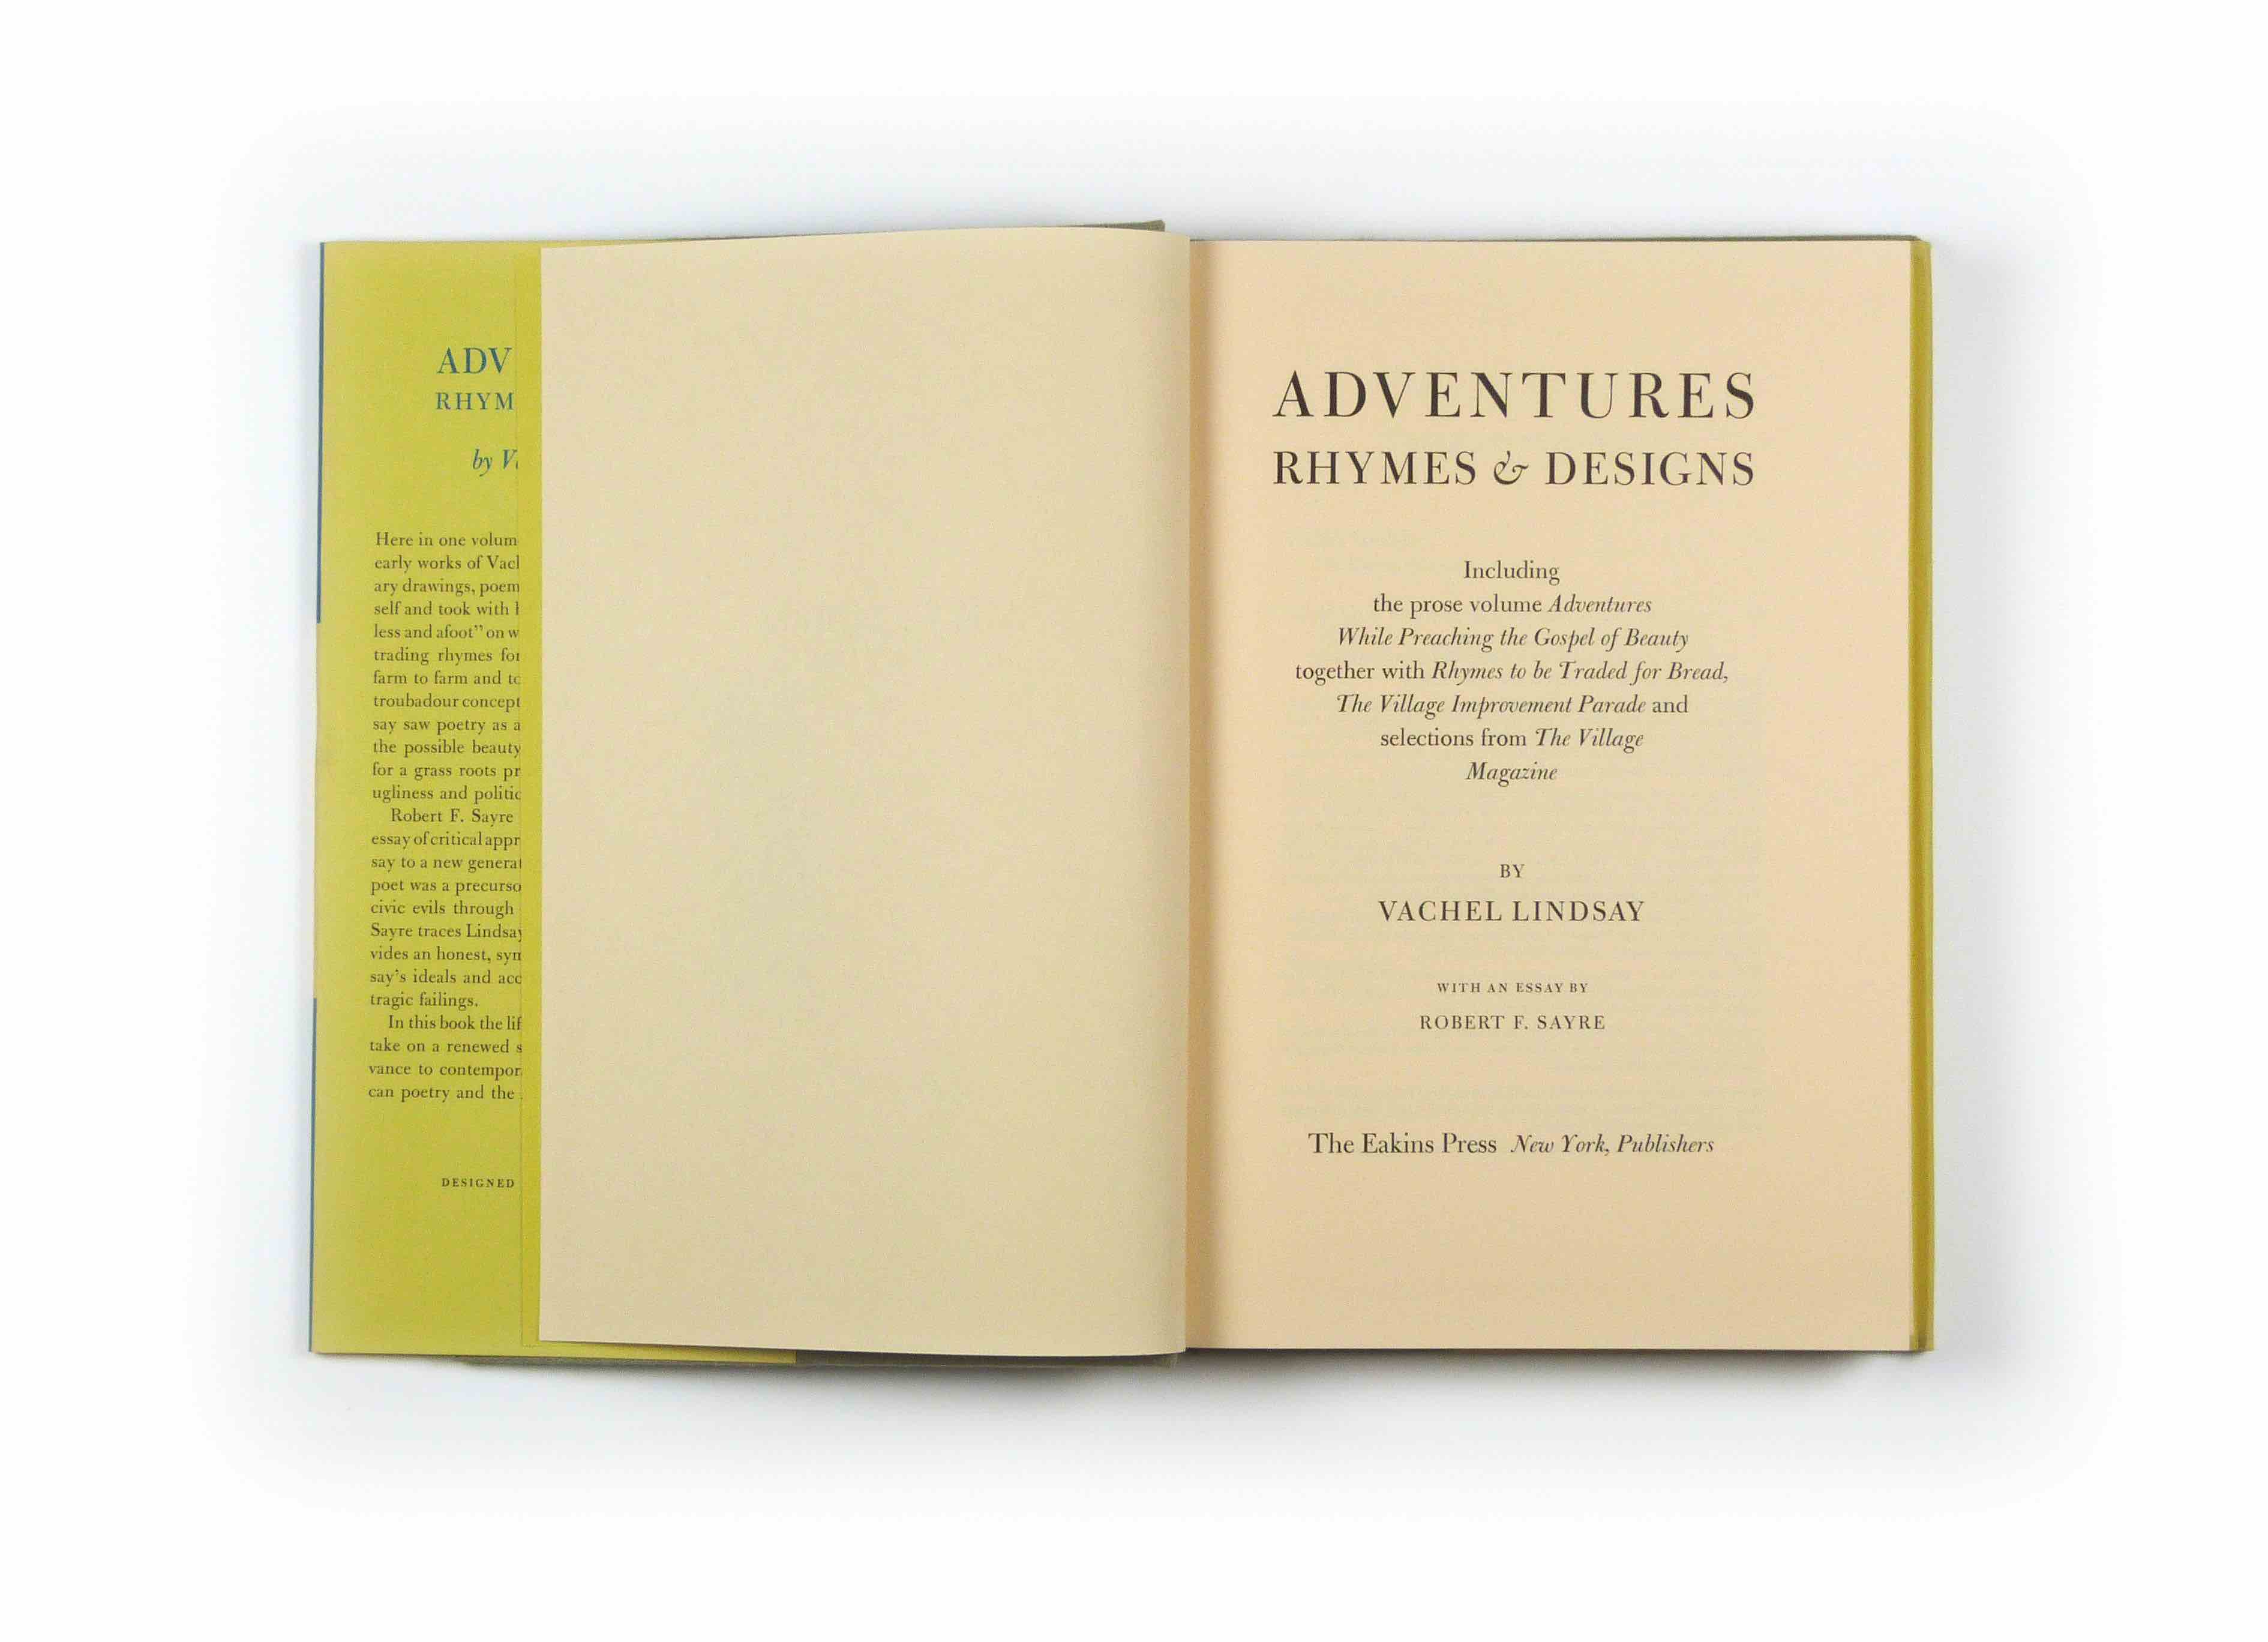 ADV
RHYM
by V
Here in one volum
early works of Vacl
ary drawings, poem
self and took with
less and afoot" on w
trading rhymes for
farm to farm and to
troubadour concept
say saw poetry as a
the possible beauty
for a grass roots pr
ugliness and politic
Robert F. Sayre
essay of critical appr
say to a new general
poet was a precurso
civic evils through
Sayre traces Lindsay
vides an honest, sym
say's ideals and acc
tragic failings.
In this book the lif
take on a renewed s
vance to contempor
can poetry and the
DESIGNED
ADVENTURES
RHYMES & DESIGNS
Including
the prose volume Adventures
While Preaching the Gospel of Beauty
together with Rhymes to be Traded for Bread,
The Village Improvement Parade and
selections from The Village
Magazine
BY
VACHEL LINDSAY
WITH AN ESSAY BY
ROBERT F. SAYRE
The Eakins Press New York, Publishers